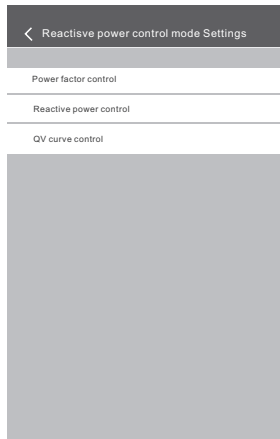 Reactisve power control mode Settings
Power factor control
Reactive power control
QV curve control